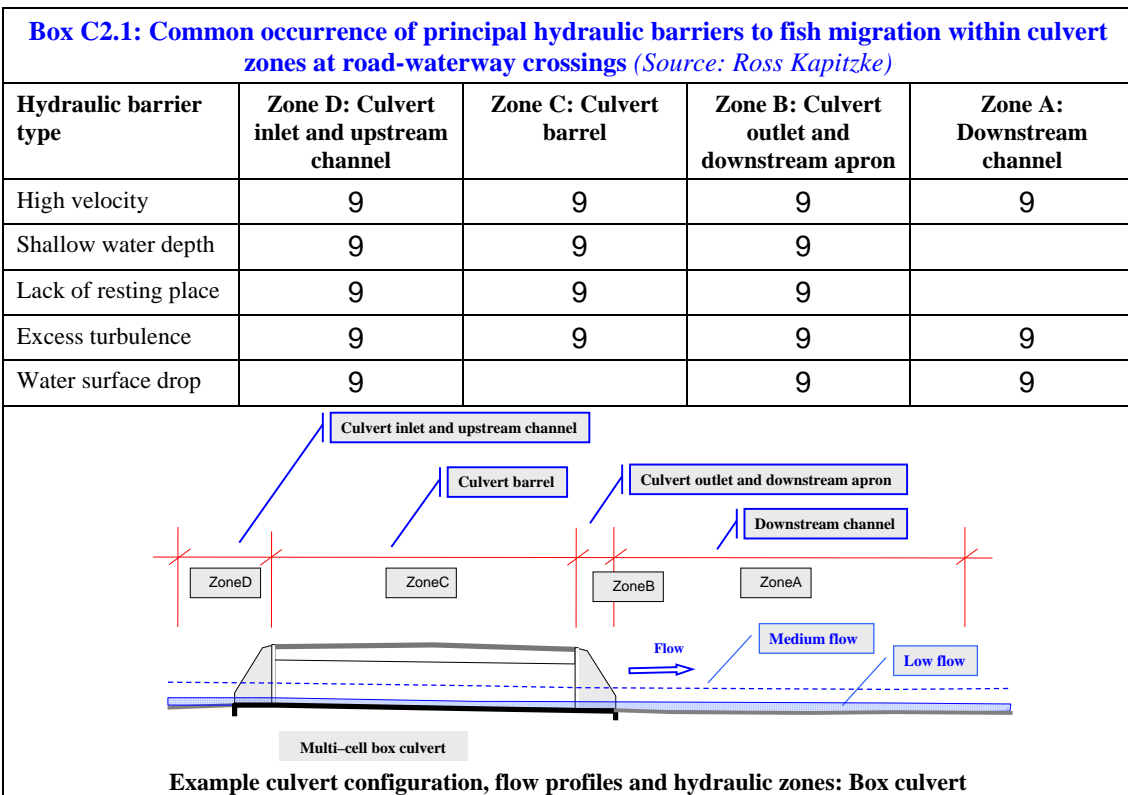 Box C2.1: Common occurrence of principal hydraulic barriers to fish migration within culvert
zones at road-waterway crossings (Source: Ross Kapitzke)
Hydraulic barrier
type
Zone D: Culvert
inlet and upstream
channel
Zone C: Culvert
barrel
Zone B: Culvert
outlet and
downstream apron
Zone A:
Downstream
channel
High velocity 9 9 9 9
Shallow water depth 9 9 9
Lack of resting place 9 9 9
Excess turbulence 9 9 9 9
Water surface drop 9 9 9
Culvert inlet and upstream channel
Culvert barrel
Culvert outlet and downstream apron
Downstream channel
ZoneD
ZoneC
ZoneB
ZoneA
Flow
Medium flow
Low flow
Multi–cell box culvert
Example culvert configuration, flow profiles and hydraulic zones: Box culvert